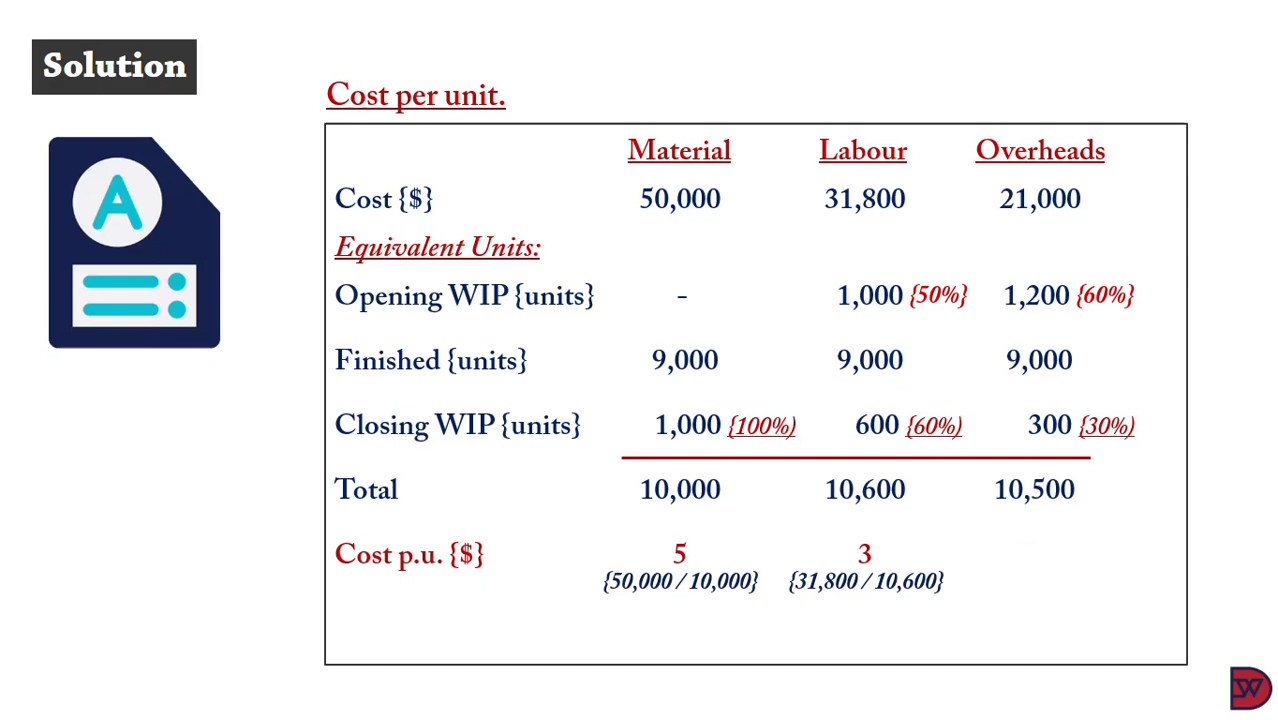 Solution
A
Cost per unit.
Material Labour Overheads
Cost {$} 50,000 31,800 21,000
Equivalent Units:
Opening WIP {units} - 1,000 {50%} 1,200 {60%}
Finished {units} 9,000 9,000 9,000
Closing WIP {units} 1,000 {100%) 600 {60%) 300 {30%)
Total 10,000 10,600 10,500
Cost p.u. {$} 5 3
{50,000 / 10,000} {31,800 / 10,600}
DW